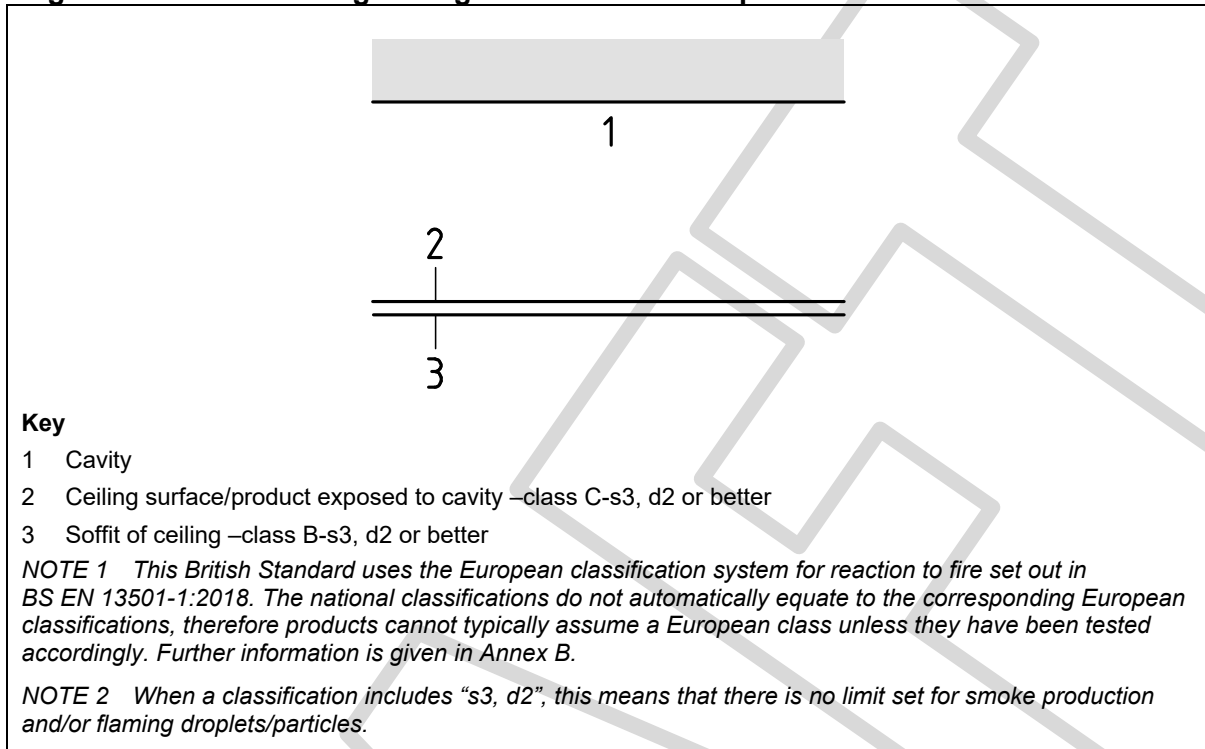 1
2
3
Key
1 Cavity
2 Ceiling surface/product exposed to cavity –class C-s3, d2 or better
3 Soffit of ceiling –class B-s3, d2 or better
NOTE 1 This British Standard uses the European classification system for reaction to fire set out in
BS EN 13501-1:2018. The national classifications do not automatically equate to the corresponding European
classifications, therefore products cannot typically assume a European class unless they have been tested
accordingly. Further information is given in Annex B.
NOTE 2 When a classification includes “s3, d2”, this means that there is no limit set for smoke production
and/or flaming droplets/particles.